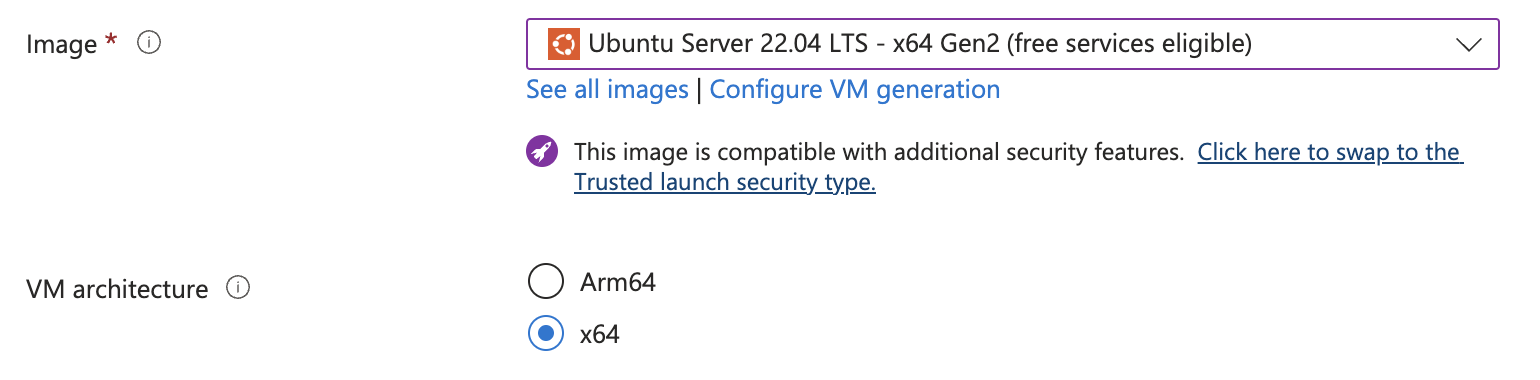 Image *
Ubuntu Server 22.04 LTS - x64 Gen2 (free services eligible)
See all images | Configure VM generation
This image is compatible with additional security features. Click here to swap to the
Trusted launch security type.
VM architecture
Arm64
x64